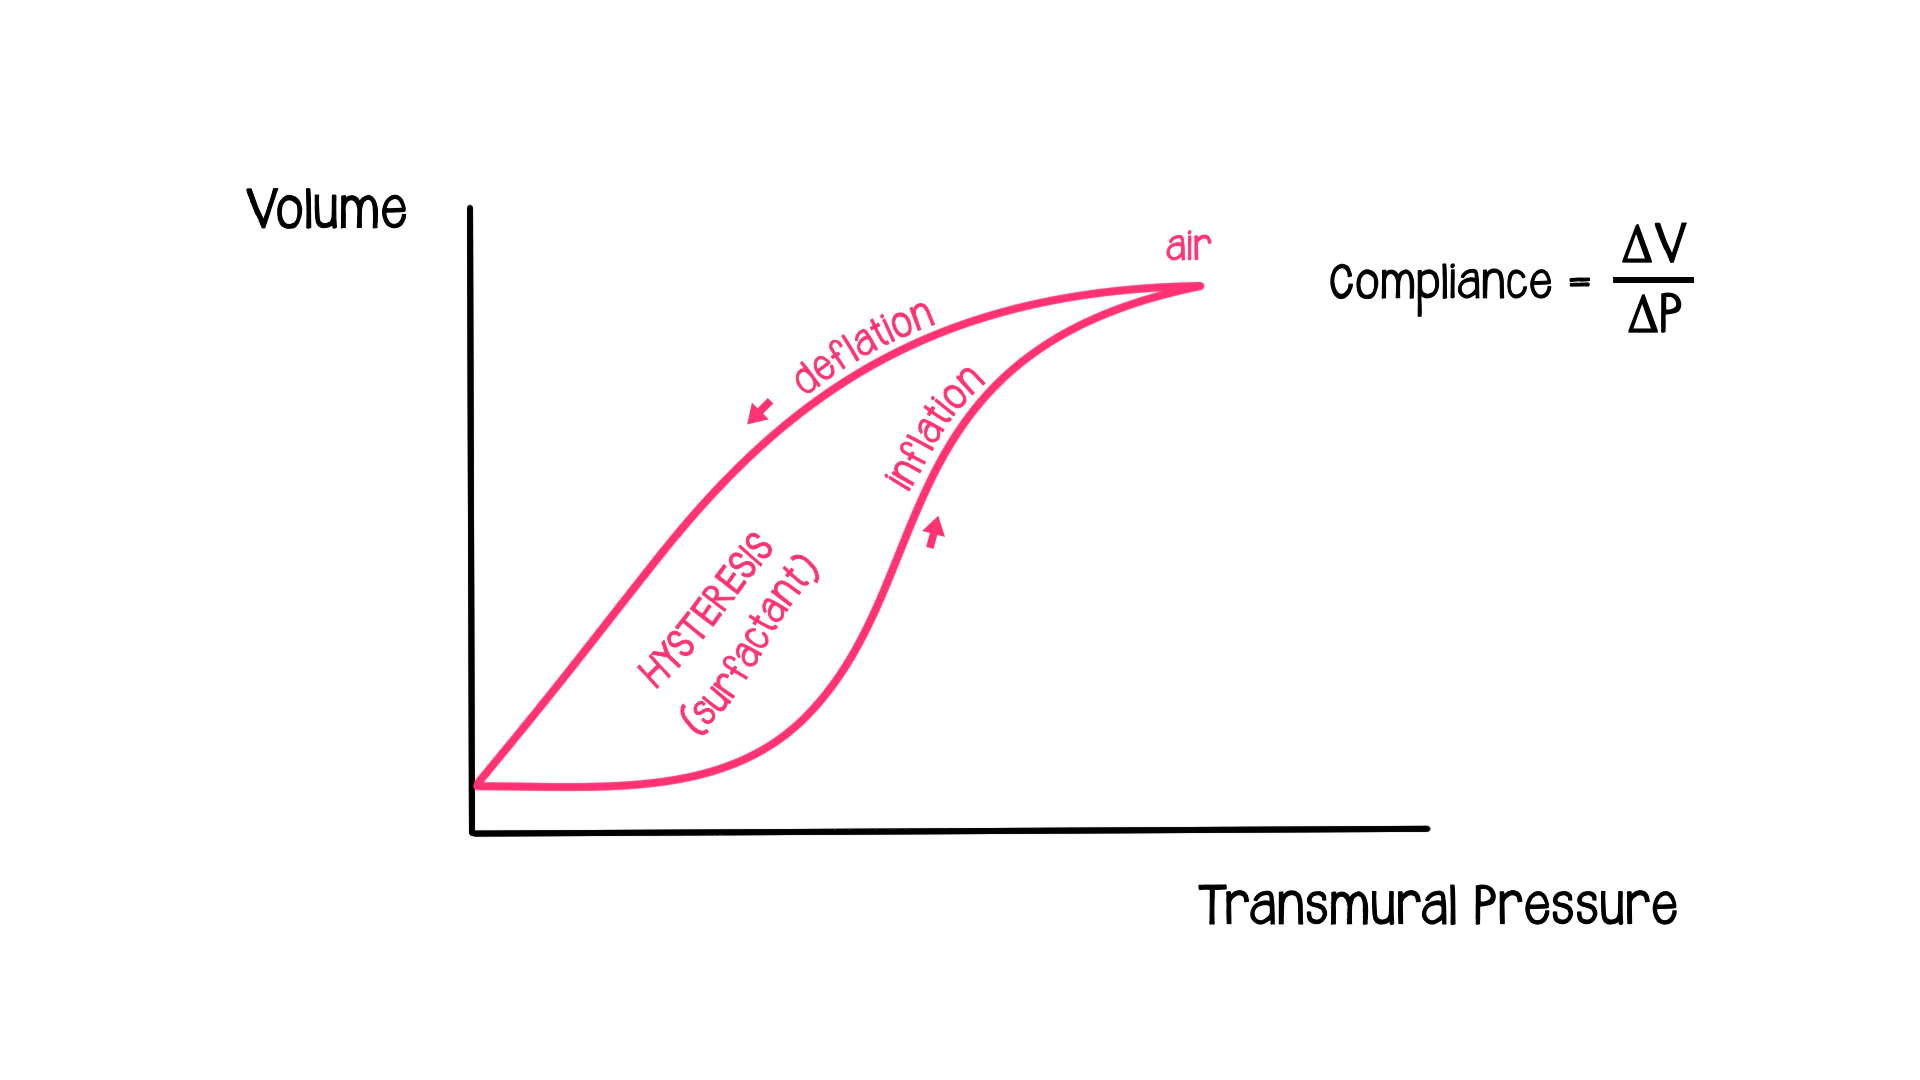 Volume
air
Compliance = ΔV
ΔP
deflation
inflation
HYSTERESIS
(surfactant)
Transmural Pressure